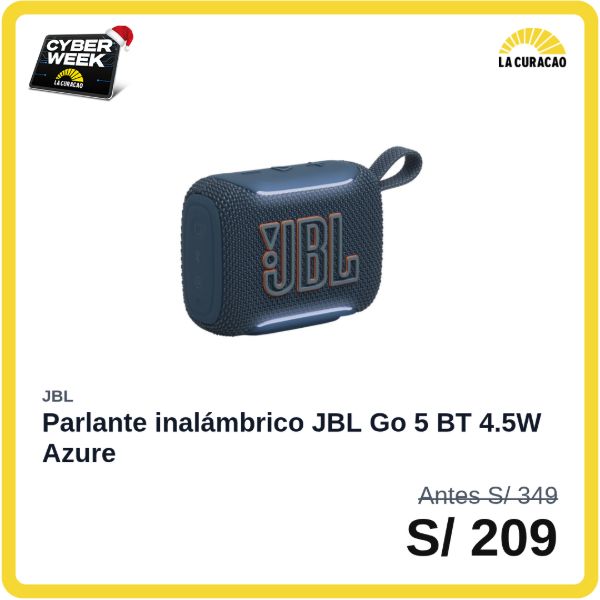 CYBER
WEEK
LA CURACAO
LA CURACAO
JBL
JBL
Parlante inalámbrico JBL Go 5 BT 4.5W
Azure
Antes S/ 349
S/ 209